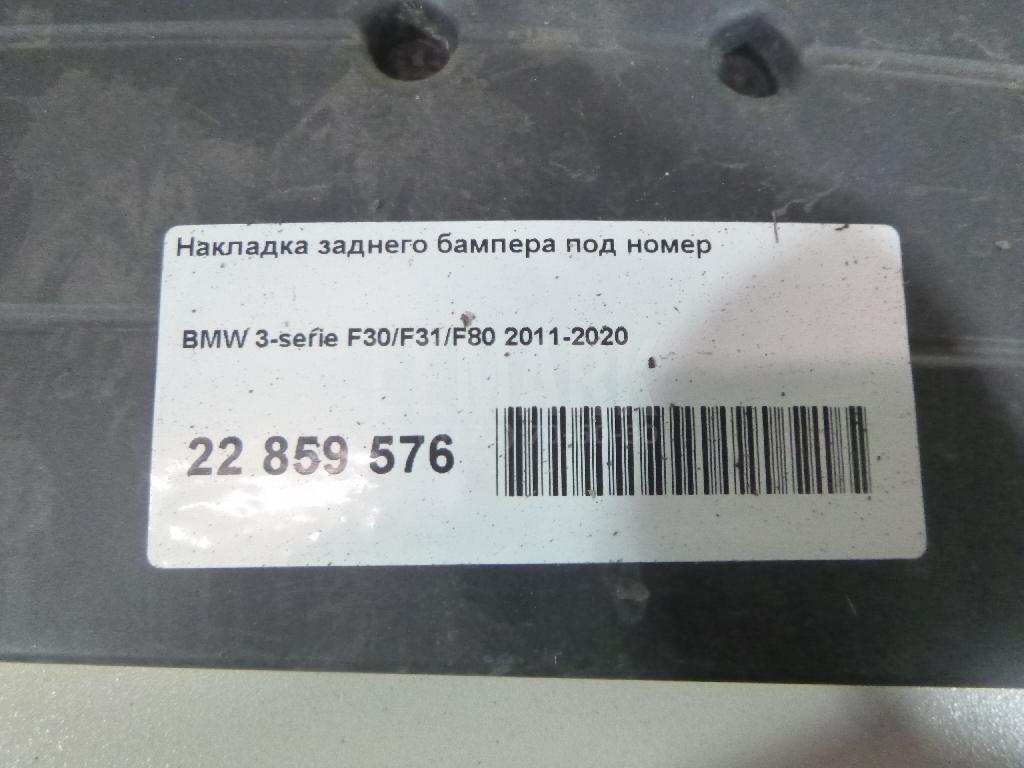 Накладка заднего бампера под номер
BMW 3-serie F30/F31/F80 2011-2020
22 859 576